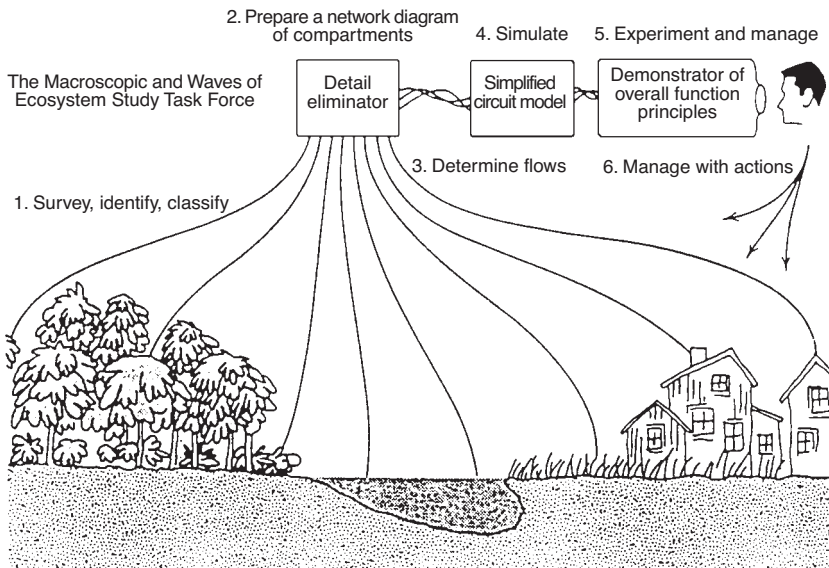 2. Prepare a network diagram
of compartments
4. Simulate
5. Experiment and manage
The Macroscopic and Waves of
Ecosystem Study Task Force
Detail
eliminator
Simplified
circuit model
Demonstrator of
overall function
principles
3. Determine flows
6. Manage with actions
1. Survey, identify, classify